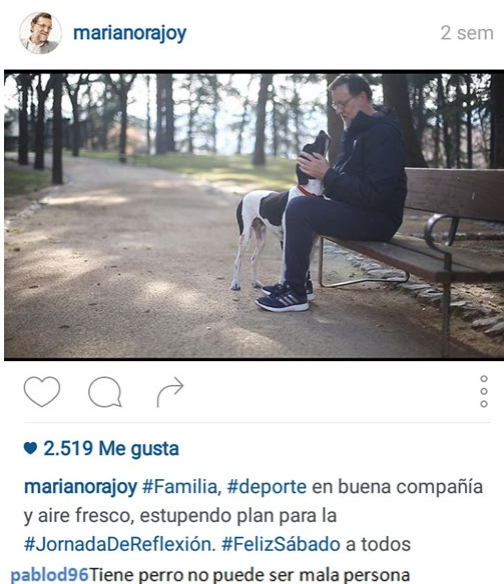 marianorajoy
2 sem
2.519 Me gusta
marianorajoy #Familia, #deporte en buena compañía
y aire fresco, estupendo plan para la
#JornadaDeReflexión. #FelizSábado a todos
pablod96Tiene perro no puede ser mala persona